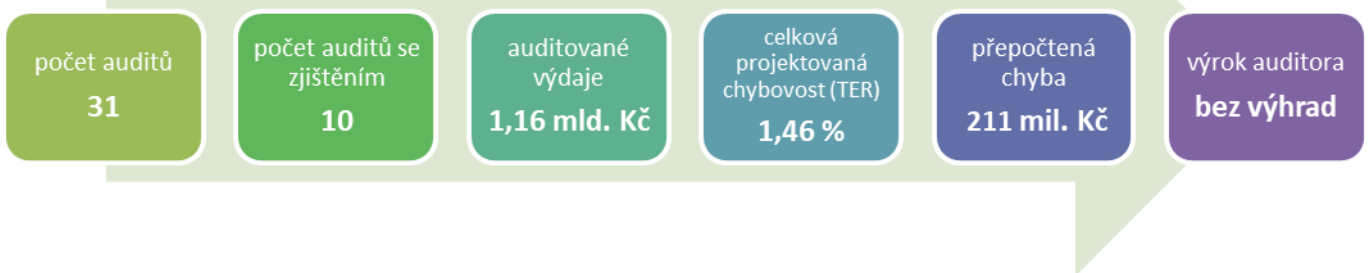 počet auditů
31
počet auditů se
zjištěním
10
auditované
výdaje
1,16 mld. Kč
celková
projektovaná
chybovost (TER)
1,46 %
přepočtená
chyba
211 mil. Kč
výrok auditora
bez výhrad